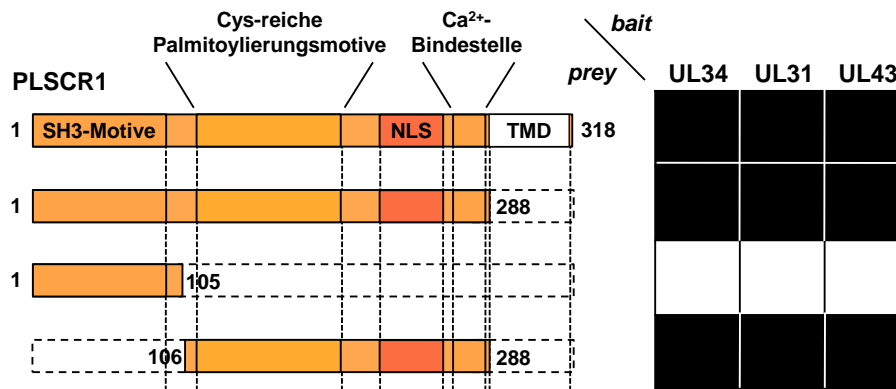 Cys-reiche
Palmitoylierungsmotive
Ca2+-
Bindestelle
bait
prey
UL34 UL31 UL43
PLSCR1
1 SH3-Motive NLS TMD 318
1 288
1 105
106 288